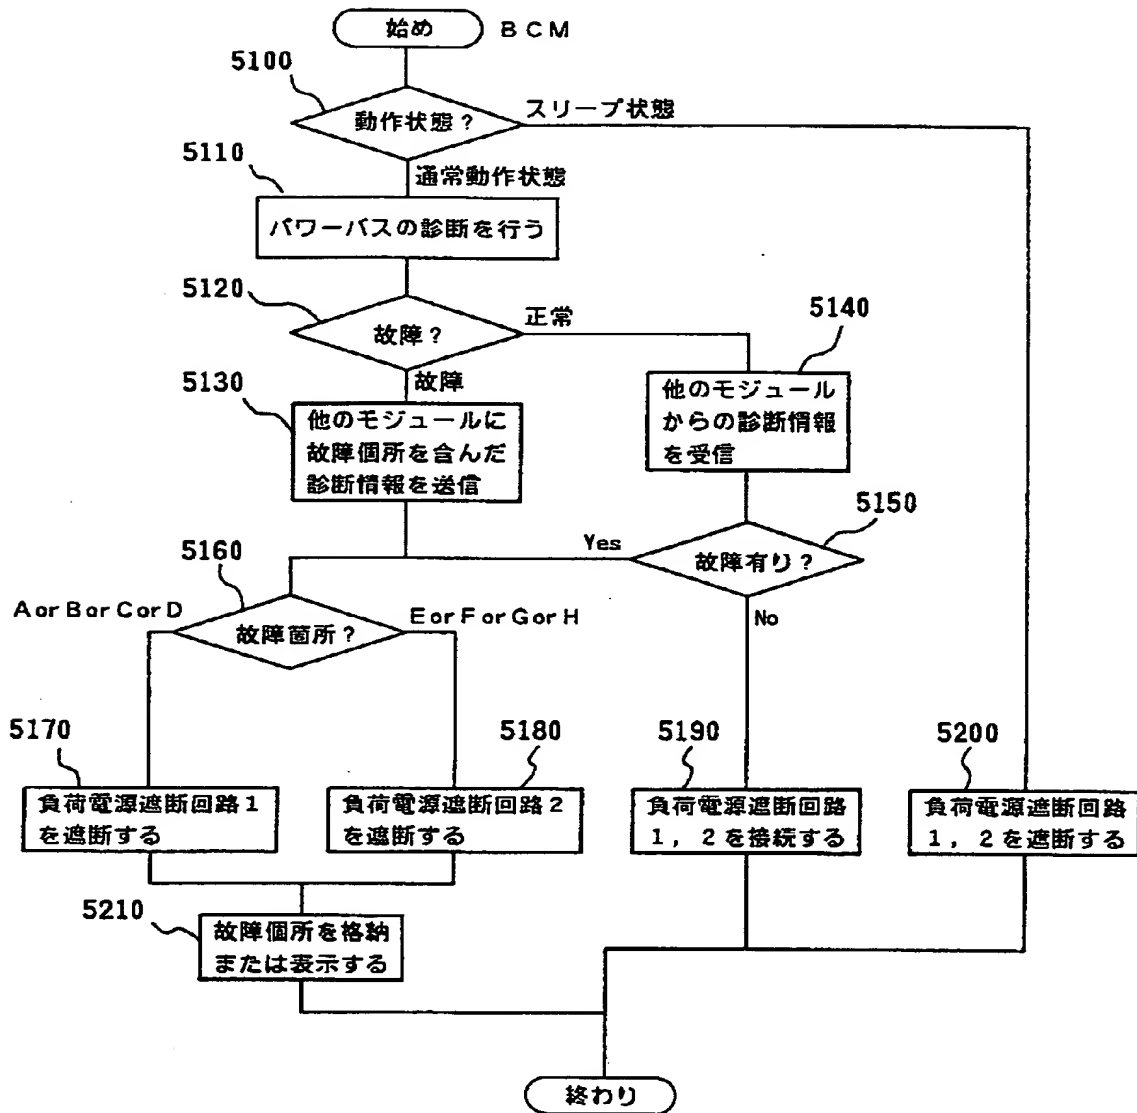 始め
BCM
5100
動作状態?
スリープ状態
5110
通常動作状態
パワーバスの診断を行う
5120
故障?
正常
5140
5130
故障
他のモジュールに
故障個所を含んだ
診断情報を送信
他のモジュール
からの診断情報
を受信
5150
5160
Yes
故障有り?
AorBorCorD
故障箇所?
EorForGorH
No
5170
5180
5190
5200
負荷電源遮断回路1
を遮断する
負荷電源遮断回路2
を遮断する
負荷電源遮断回路
1,2を接続する
負荷電源遮断回路
1,2を遮断する
5210
故障個所を格納
または表示する
終わり